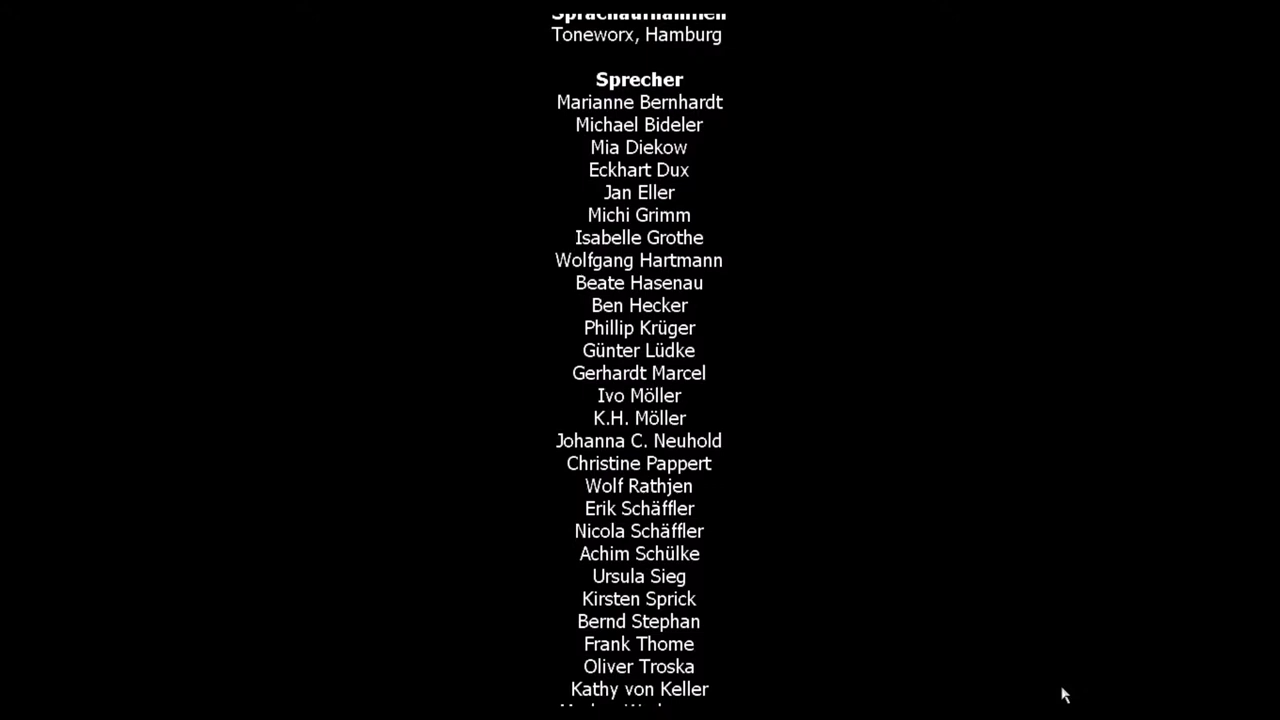 Sprachaufnahmen
Toneworx, Hamburg
Sprecher
Marianne Bernhardt
Michael Bideler
Mia Diekow
Eckhart Dux
Jan Eller
Michi Grimm
Isabelle Grothe
Wolfgang Hartmann
Beate Hasenau
Ben Hecker
Phillip Krüger
Günter Lüdke
Gerhardt Marcel
Ivo Möller
K.H. Möller
Johanna C. Neuhold
Christine Pappert
Wolf Rathjen
Erik Schäffler
Nicola Schäffler
Achim Schülke
Ursula Sieg
Kirsten Sprick
Bernd Stephan
Frank Thome
Oliver Troska
Kathy von Keller